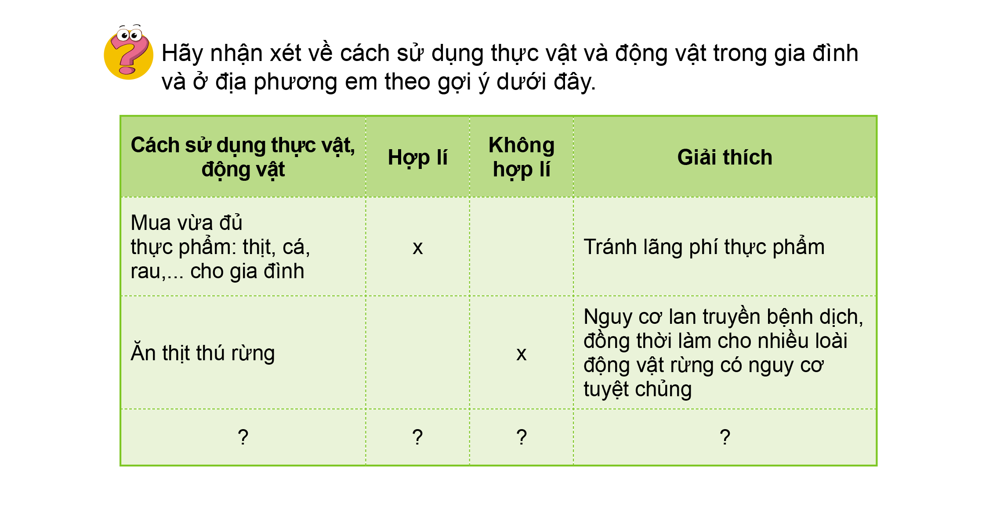 Hãy nhận xét về cách sử dụng thực vật và động vật trong gia đình
và ở địa phương em theo gợi ý dưới đây.
Cách sử dụng thực vật,
động vật
Hợp lí
Không
hợp lí
Giải thích
Mua vừa đủ
thực phẩm: thịt, cá,
rau,... cho gia đình
x
Tránh lãng phí thực phẩm
Ăn thịt thú rừng
x
Nguy cơ lan truyền bệnh dịch,
đồng thời làm cho nhiều loài
động vật rừng có nguy cơ
tuyệt chủng
?
?
?
?